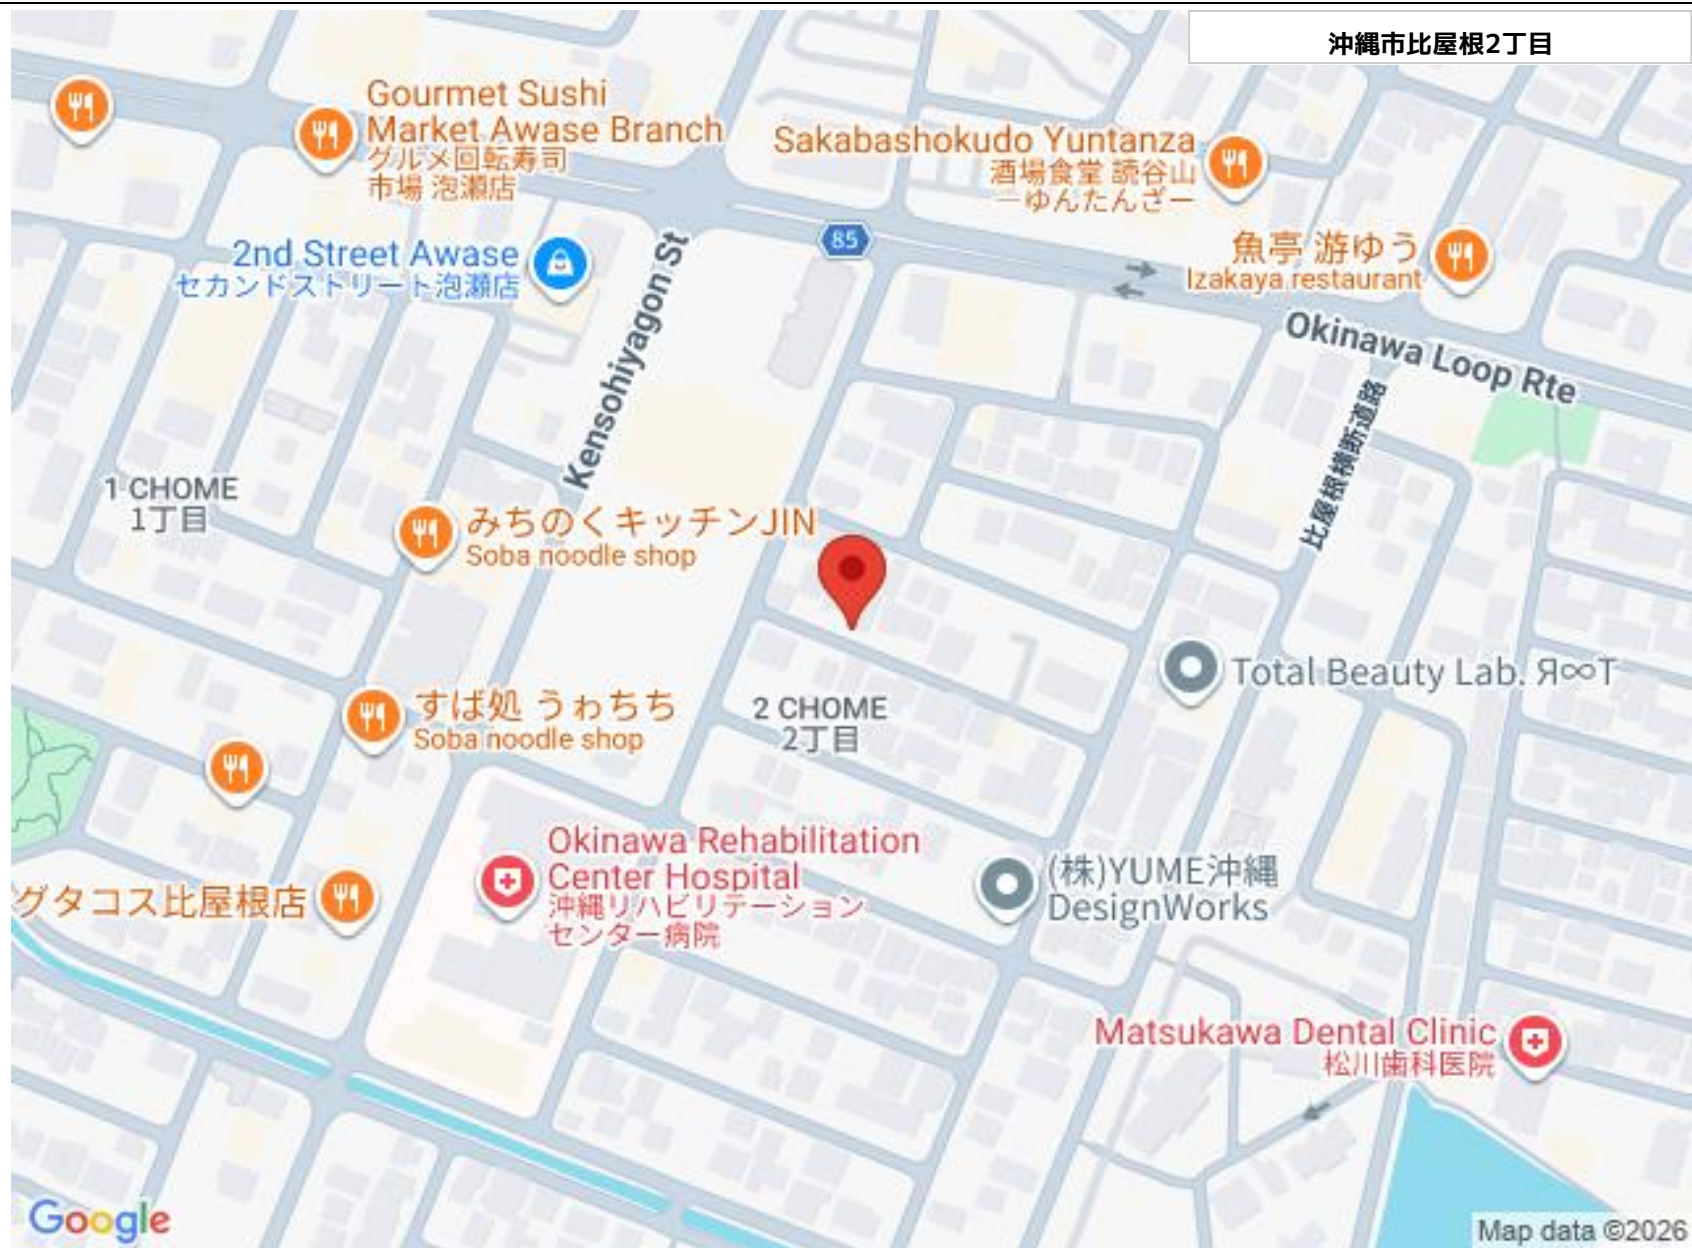 沖縄市比屋根2丁目
Gourmet Sushi
Market Awase Branch
グルメ回転寿司
市場 泡瀬店
Sakabashokudo Yuntanza
酒場食堂 読谷山
ーゆんたんざー
85
魚亭 游ゆう
Izakaya restaurant
2nd Street Awase
セカンドストリート泡瀬店
Kensohiyagon St
Okinawa Loop Rte
比屋根横断道路
1 CHOME
1丁目
みちのくキッチンJIN
Soba noodle shop
Total Beauty Lab. Я∞T
すば処 うゎちち
Soba noodle shop
2 CHOME
2丁目
Okinawa Rehabilitation
Center Hospital
沖縄リハビリテーション
センター病院
(株)YUME沖縄
DesignWorks
グタコス比屋根店
Matsukawa Dental Clinic
松川歯科医院
Google
Map data ©2026